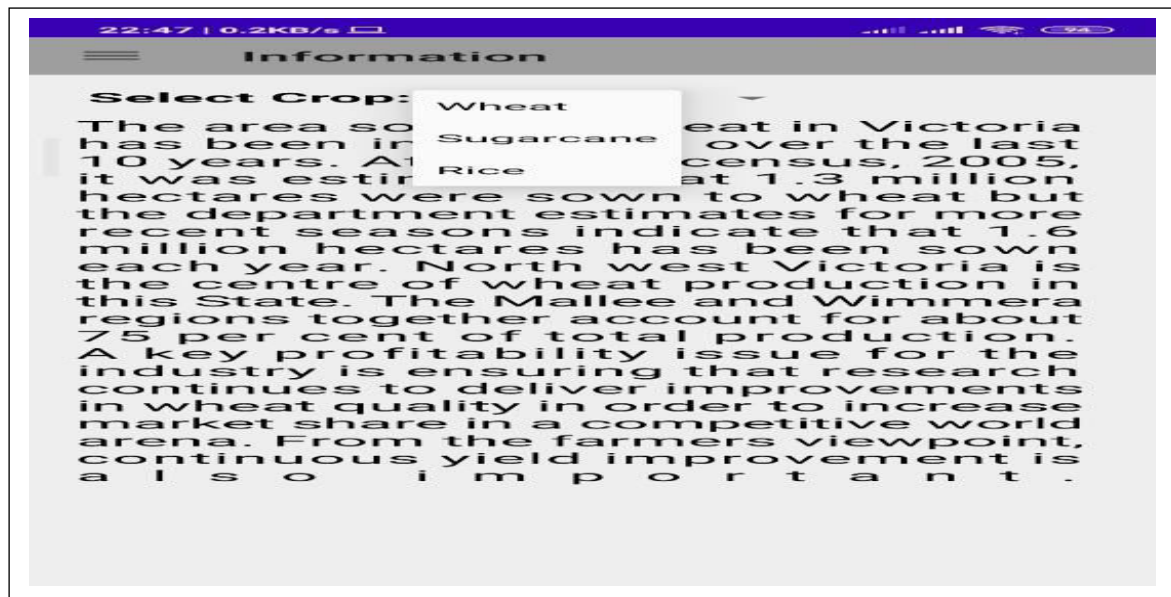 22:47 | 0.2KB/s
94
Information
Select Crop:
Wheat
Sugarcane
Rice
The area so eat in Victoria
has been in over the last
10 years. At census, 2005,
it was estim at 1.3 million
hectares were sown to wheat but
the department estimates for more
recent seasons indicate that 1.6
million hectares has been sown
each year. North west Victoria is
the centre of wheat production in
this State. The Mallee and Wimmera
regions together account for about
75 per cent of total production.
A key profitability issue for the
industry is ensuring that research
continues to deliver improvements
in wheat quality in order to increase
market share in a competitive world
arena. From the farmers viewpoint,
continuous yield improvement is
also important.